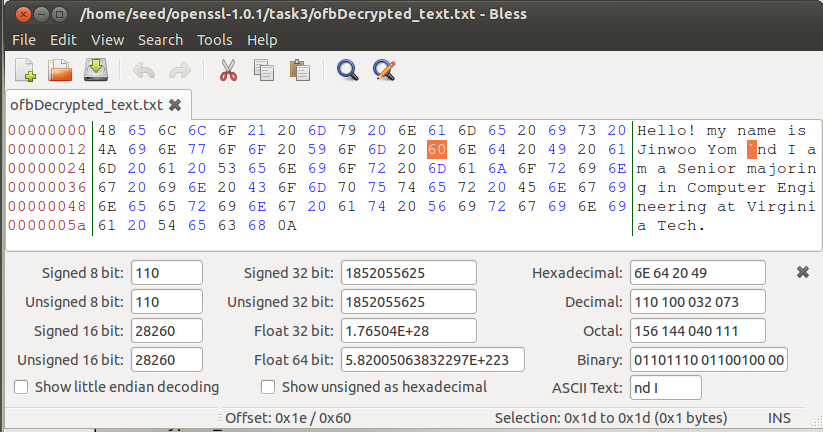 /home/seed/openssl-1.0.1/task3/ofbDecrypted_text.txt - Bless
File Edit View Search Tools Help
ofbDecrypted_text.txt
00000000 48 65 6C 6C 6F 21 20 6D 79 20 6E 61 6D 65 20 69 73 20 Hello! my name is
00000012 4A 69 6E 77 6F 6F 20 59 6F 6D 20 60 6E 64 20 49 20 61 Jinwoo Yom `nd I a
00000024 6D 20 61 20 53 65 6E 69 6F 72 20 6D 61 6A 6F 72 69 6E m a Senior majorin
00000036 67 20 69 6E 20 43 6F 6D 70 75 74 65 72 20 45 6E 67 69 g in Computer Engi
00000048 6E 65 65 72 69 6E 67 20 61 74 20 56 69 72 67 69 6E 69 neering at Virgini
0000005a 61 20 54 65 63 68 0A a Tech.
Signed 8 bit: 110 Signed 32 bit: 1852055625 Hexadecimal: 6E 64 20 49
Unsigned 8 bit: 110 Unsigned 32 bit: 1852055625 Decimal: 110 100 032 073
Signed 16 bit: 28260 Float 32 bit: 1.76504E+28 Octal: 156 144 040 111
Unsigned 16 bit: 28260 Float 64 bit: 5.82005063832297E+223 Binary: 01101110 01100100 00
Show little endian decoding Show unsigned as hexadecimal ASCII Text: nd I
Offset: 0x1e / 0x60 Selection: 0x1d to 0x1d (0x1 bytes) INS